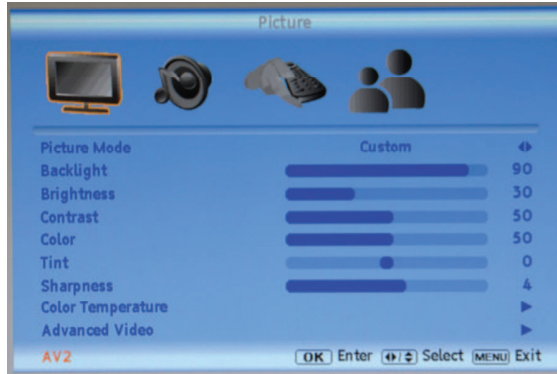 Picture
Picture Mode Custom
Backlight 90
Brightness 30
Contrast 50
Color 50
Tint 0
Sharpness 4
Color Temperature
Advanced Video
AV2 OK Enter Select MENU Exit